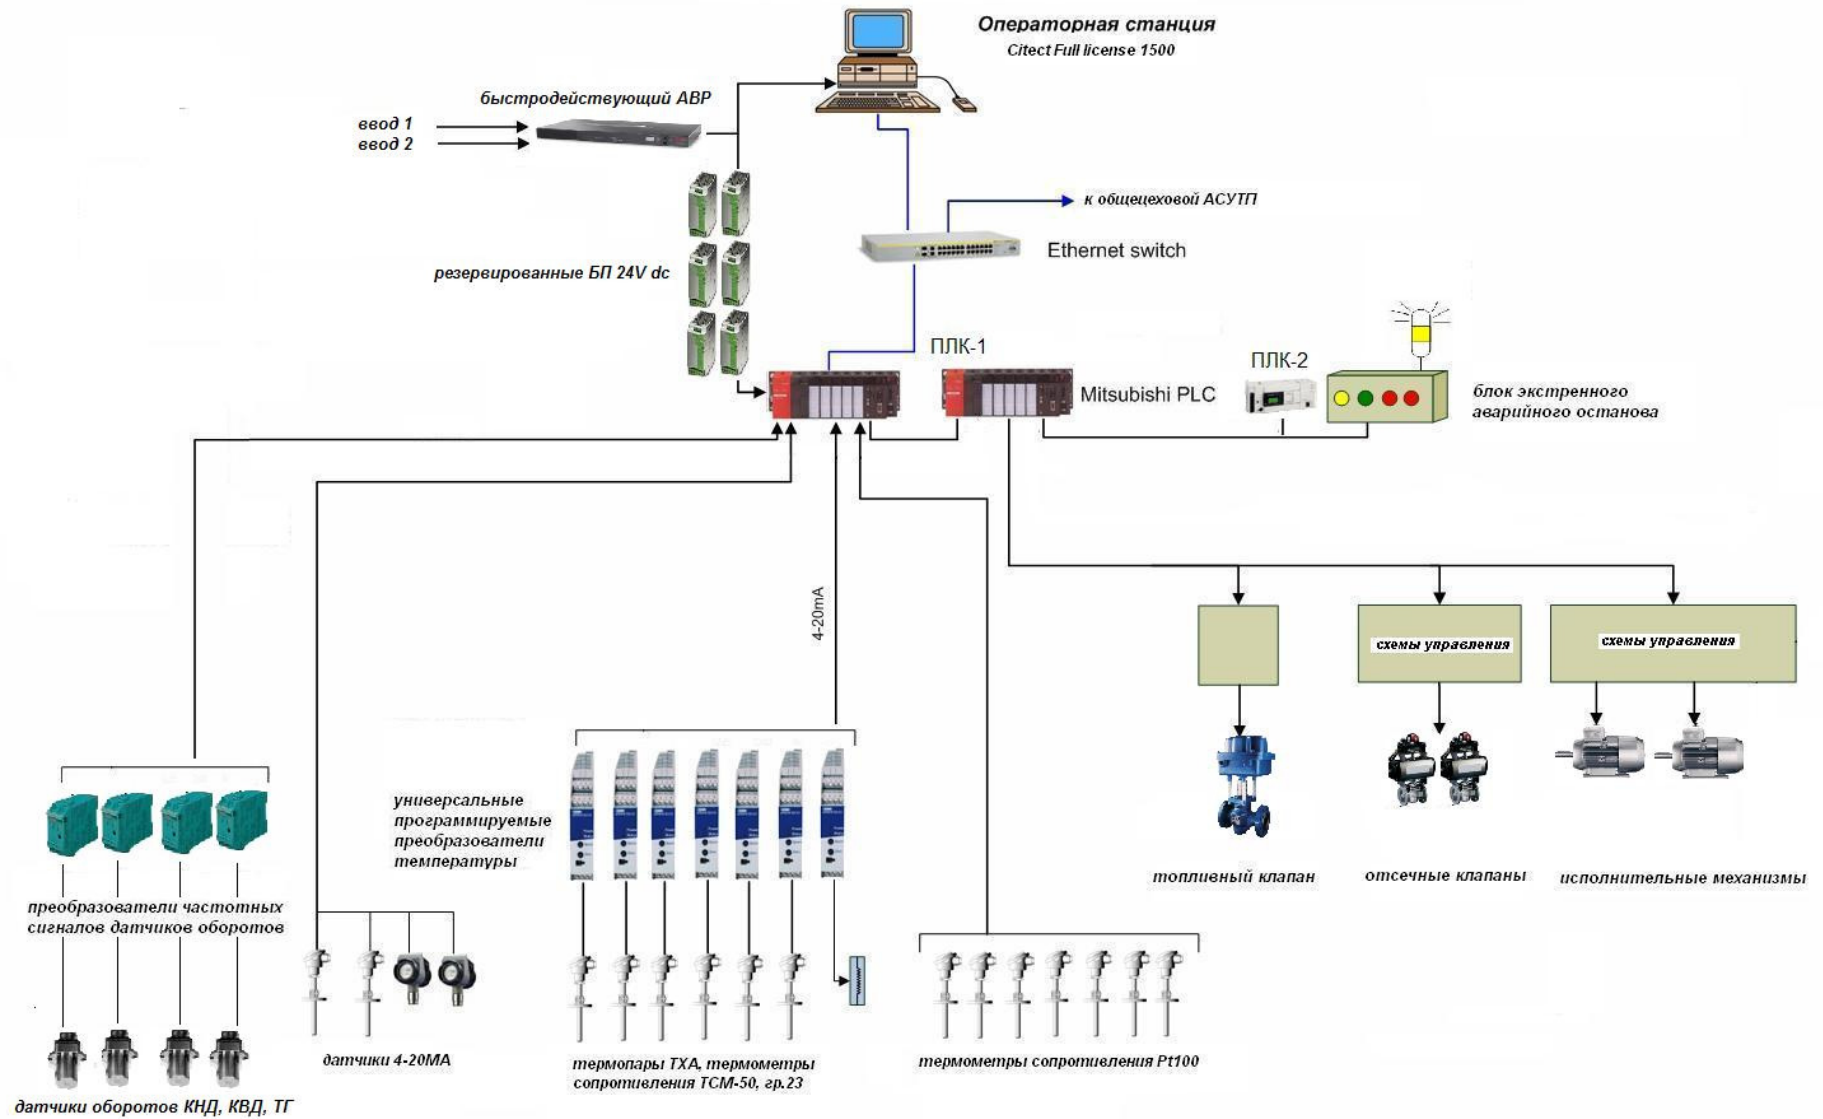 Операторная станция
Citect Full license 1500
быстродействующий АВР
ввод 1
ввод 2
к общецеховой АСУТП
Ethernet switch
резервированные БП 24V dc
ПЛК-1
ПЛК-2
Mitsubishi PLC
блок экстренного
аварийного останова
4-20mA
схемы управления
схемы управления
универсальные
программируемые
преобразователи
температуры
топливный клапан
отсечные клапаны
исполнительные механизмы
преобразователи частотных
сигналов датчиков оборотов
датчики 4-20МА
термопары ТХА, термометры
сопротивления ТСМ-50, гр.23
термометры сопротивления Pt100
датчики оборотов КНД, КВД, ТГ